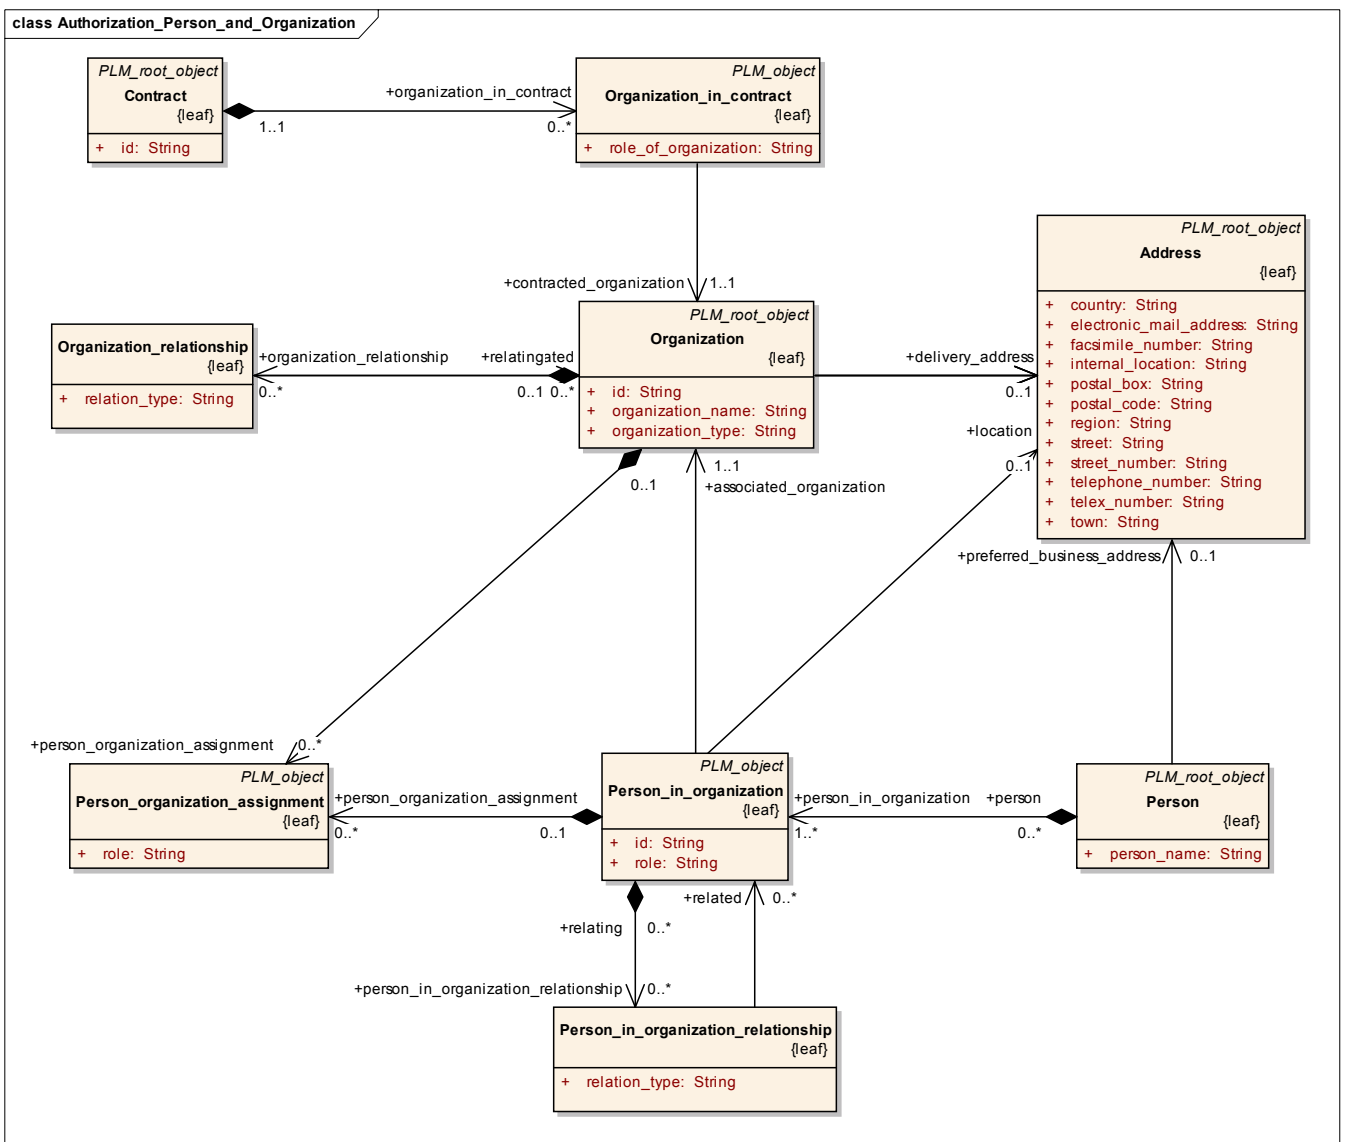 class Authorization_Person_and_Organization
PLM_root_object
Contract
{leaf}
+ id: String
+organization_in_contract
1..1
0..*
PLM_object
Organization_in_contract
{leaf}
+ role_of_organization: String
+contracted_organization
1..1
PLM_root_object
Address
{leaf}
+ country: String
+ electronic_mail_address: String
+ facsimile_number: String
+ internal_location: String
+ postal_box: String
+ postal_code: String
+ region: String
+ street: String
+ street_number: String
+ telephone_number: String
+ telex_number: String
+ town: String
Organization_relationship
{leaf}
+ relation_type: String
+organization_relationship
0..*
+relatingated
0..1 0..*
PLM_root_object
Organization
{leaf}
+ id: String
+ organization_name: String
+ organization_type: String
+delivery_address
0..1
+location
0..1
0..1
1..1
+associated_organization
+preferred_business_address
0..1
+person_organization_assignment
0..*
PLM_object
Person_organization_assignment
{leaf}
+ role: String
+person_organization_assignment
0..*
0..1
PLM_object
Person_in_organization
{leaf}
+ id: String
+ role: String
+person_in_organization
1..*
+person
0..*
PLM_root_object
Person
{leaf}
+ person_name: String
+related
0..*
+relating
0..*
+person_in_organization_relationship
0..*
Person_in_organization_relationship
{leaf}
+ relation_type: String